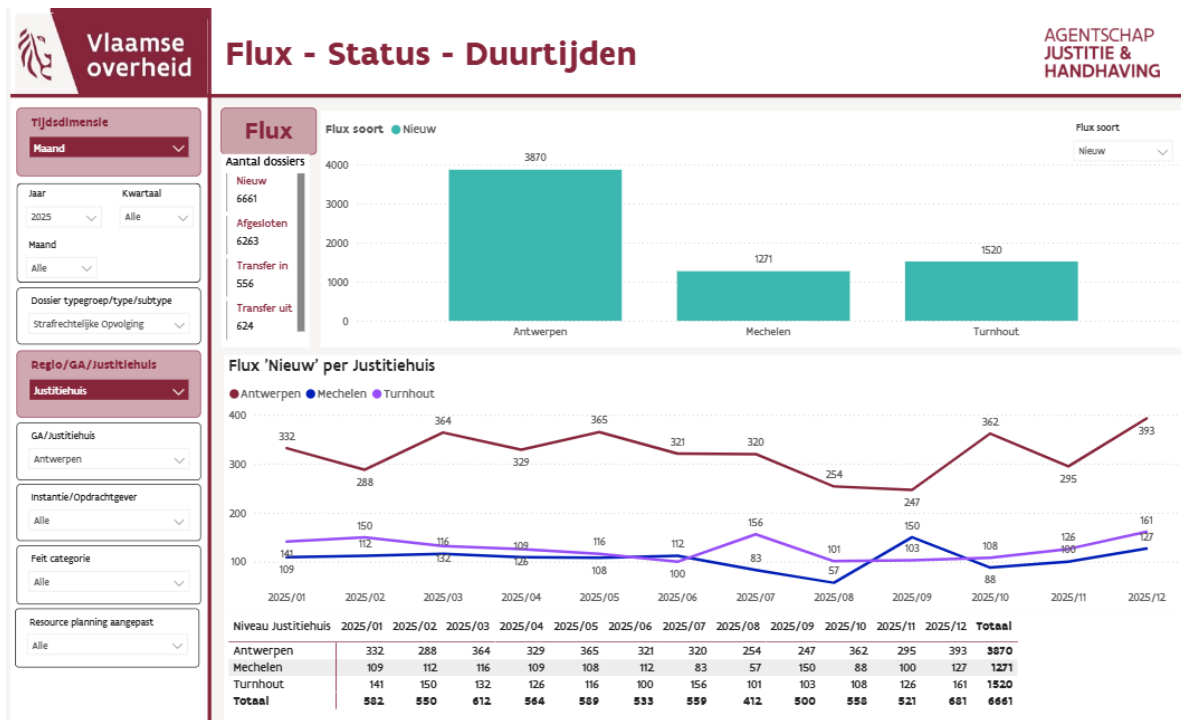 Vlaamse
overheid
Flux - Status - Duurtijden
AGENTSCHAP
JUSTITIE &
HANDHAVING
Tijdsdimensie
Maand
Jaar Kwartaal
2025 Alle
Maand
Alle
Dossier typegroep/type/subtype
Strafrechtelijke Opvolging
Regio/GA/Justitiehuis
Justitiehuis
GA/Justitiehuis
Antwerpen
Instantie/Opdrachtgever
Alle
Feit categorie
Alle
Resource planning aangepast
Alle
Flux
Aantal dossiers
Nieuw
6661
Afgesloten
6263
Transfer in
556
Transfer uit
624
Flux soort Nieuw
Flux soort
Nieuw
4000
3000
2000
1000
0
3870
1271
1520
Antwerpen Mechelen Turnhout
Flux 'Nieuw' per Justitiehuis
Antwerpen Mechelen Turnhout
400
300
200
100
332 288 364 329 365 321 320 254 247 362 295 393
141 150 132 126 116 100 156 101 103 108 126 161
109 112 116 109 108 112 83 57 150 88 100 127
2025/01 2025/02 2025/03 2025/04 2025/05 2025/06 2025/07 2025/08 2025/09 2025/10 2025/11 2025/12
Niveau Justitiehuis 2025/01 2025/02 2025/03 2025/04 2025/05 2025/06 2025/07 2025/08 2025/09 2025/10 2025/11 2025/12 Totaal
Antwerpen 332 288 364 329 365 321 320 254 247 362 295 393 3870
Mechelen 109 112 116 109 108 112 83 57 150 88 100 127 1271
Turnhout 141 150 132 126 116 100 156 101 103 108 126 161 1520
Totaal 582 550 612 564 589 533 559 412 500 558 521 681 6661